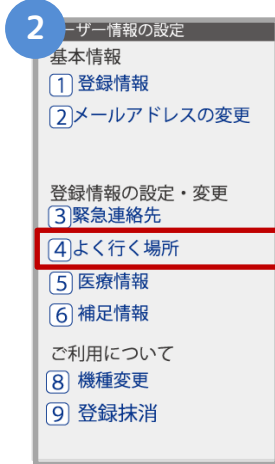 2
ーザー情報の設定
基本情報
1 登録情報
2 メールアドレスの変更
登録情報の設定・変更
3 緊急連絡先
4 よく行く場所
5 医療情報
6 補足情報
ご利用について
8 機種変更
9 登録抹消